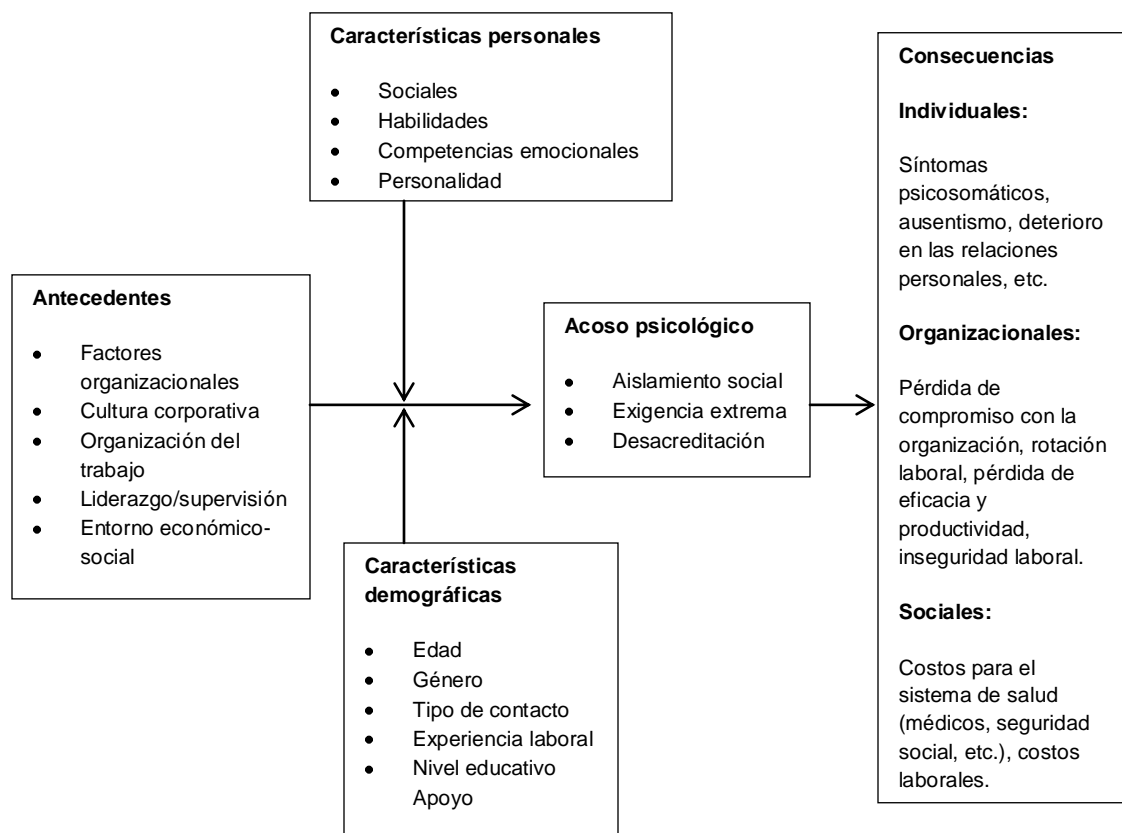 Características personales
• Sociales
• Habilidades
• Competencias emocionales
• Personalidad
Antecedentes
• Factores
organizacionales
• Cultura corporativa
• Organización del
trabajo
• Liderazgo/supervisión
• Entorno económico-
social
Características
demográficas
• Edad
• Género
• Tipo de contacto
• Experiencia laboral
• Nivel educativo
Apoyo
Acoso psicológico
• Aislamiento social
• Exigencia extrema
• Desacreditación
Consecuencias
Individuales:
Síntomas
psicosomáticos,
ausentismo, deterioro
en las relaciones
personales, etc.
Organizacionales:
Pérdida de
compromiso con la
organización, rotación
laboral, pérdida de
eficacia y
productividad,
inseguridad laboral.
Sociales:
Costos para el
sistema de salud
(médicos, seguridad
social, etc.), costos
laborales.